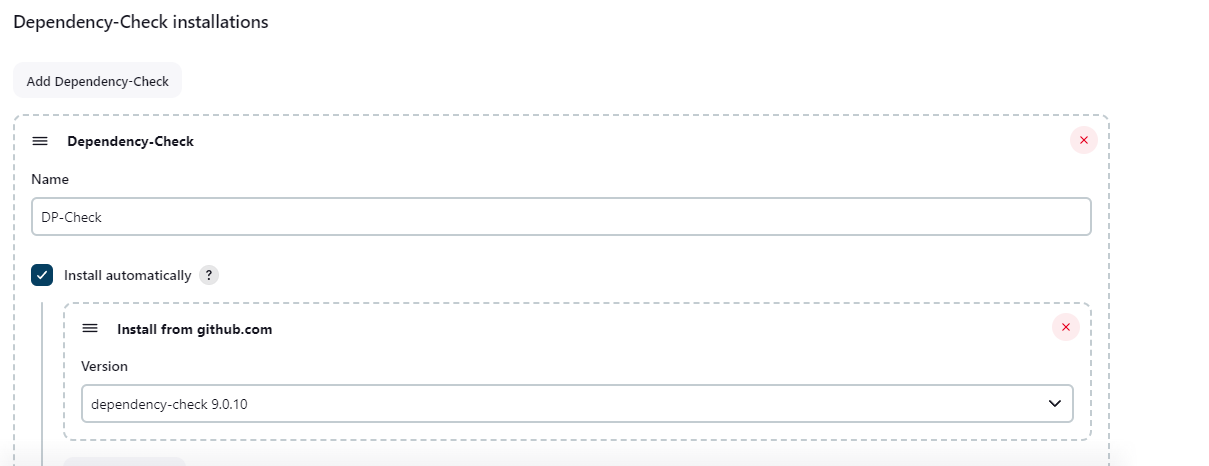 Dependency-Check installations
Add Dependency-Check
Dependency-Check
Name
DP-Check
Install automatically ?
Install from github.com
Version
dependency-check 9.0.10